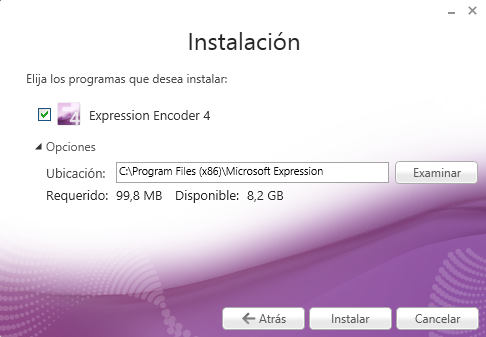 Instalación
Elija los programas que desea instalar:
4 Expression Encoder 4
Opciones
Ubicación: C:\Program Files (x86)\Microsoft Expression Examinar
Requerido: 99,8 MB Disponible: 8,2 GB
Atrás Instalar Cancelar